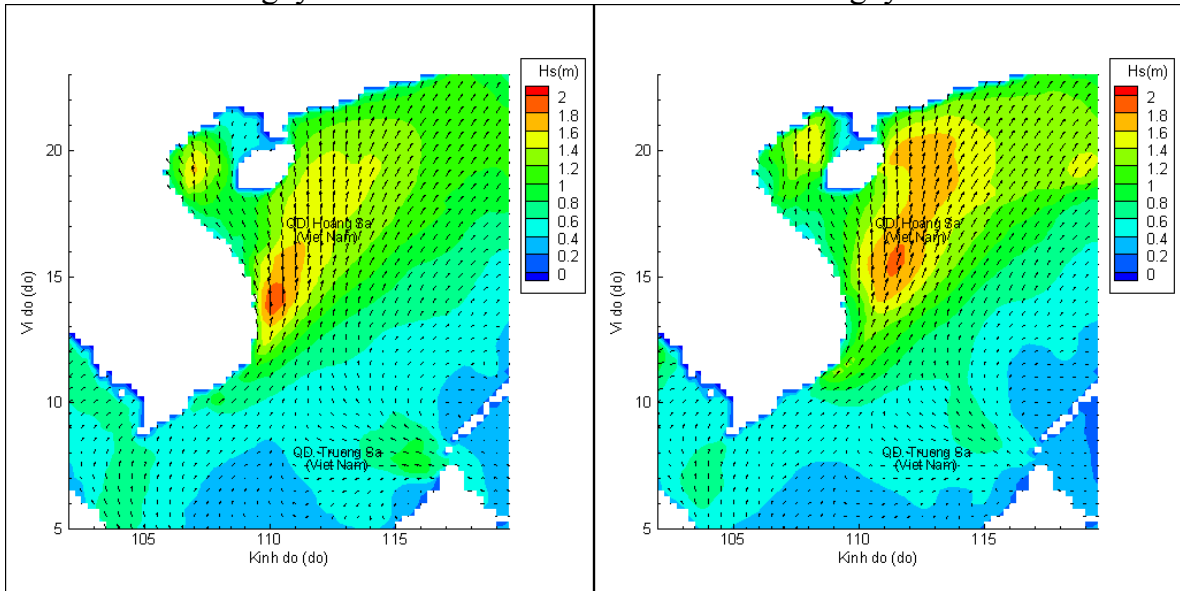 Hs(m)
2
1.8
1.6
1.4
1.2
1
0.8
0.6
0.4
0.2
0
20
15
10
5
Vi do (do)
QD. Hoang Sa
(Viet Nam)
QD. Truong Sa
(Viet Nam)
105
110
115
Kinh do (do)
Hs(m)
2
1.8
1.6
1.4
1.2
1
0.8
0.6
0.4
0.2
0
20
15
10
5
Vi do (do)
QD. Hoang Sa
(Viet Nam)
QD. Truong Sa
(Viet Nam)
105
110
115
Kinh do (do)